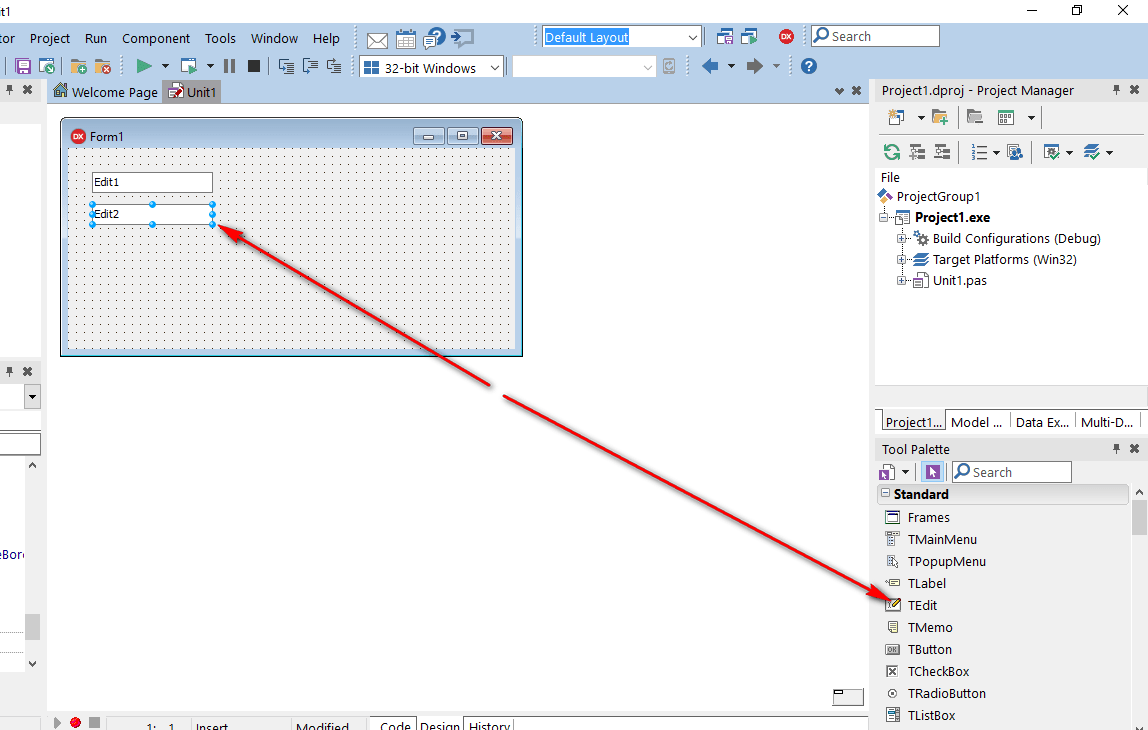 it1
tor Project Run Component Tools Window Help Default Layout Search
32-bit Windows
Welcome Page Unit1 Project1.dproj - Project Manager
Form1
Edit1
Edit2
File
ProjectGroup1
Project1.exe
Build Configurations (Debug)
Target Platforms (Win32)
Unit1.pas
Project1... Model ... Data Ex... Multi-D...
Tool Palette
Search
Standard
Frames
TMainMenu
TPopupMenu
TLabel
eBor
TEdit
TMemo
TButton
TCheckBox
TRadioButton
TListBox
1: 1 Insert Modified Code Design History